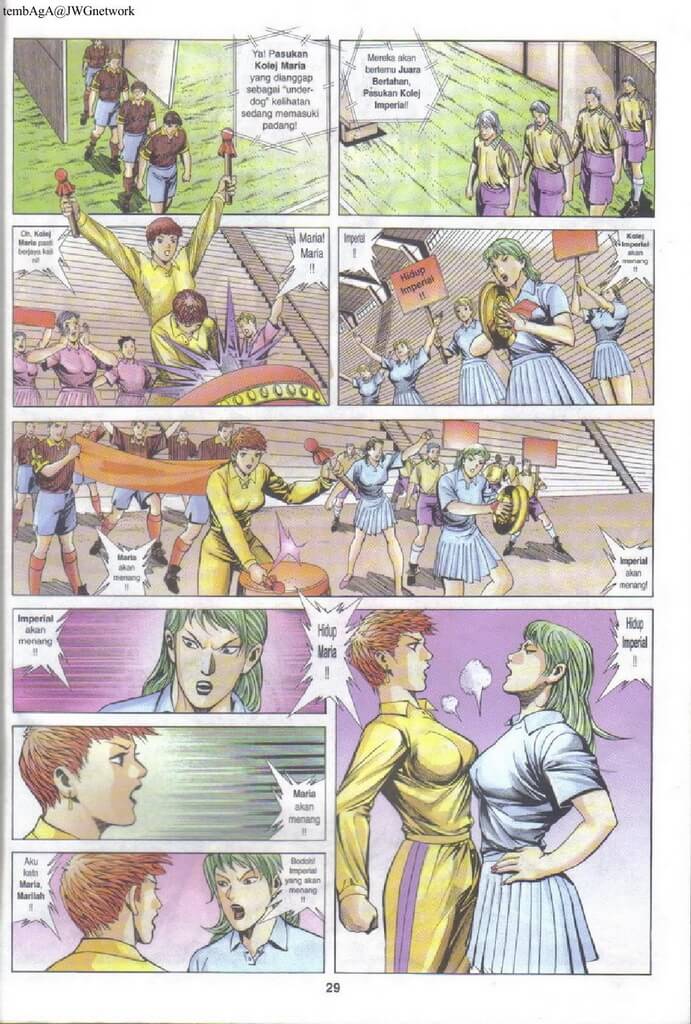 tembAgA@JWGnetwork
Ya! Pasukan
Kolej Maria
yang dianggap
sebagai "under-
dog" kelihatan
sedang memasuki
padang!
Mereka akan
bertemu Juara
Bertahan,
Pasukan Kolej
Imperial!
Oh, Kolej
Maria pasti
berjaya kali
ni!
Maria!
Maria
!!
Imperial
!!
Hidup
Imperial
!!
Kolej
Imperial
akan
menang
!!
Maria
akan
menang
!!
Imperial
akan
menang!
Imperial
akan
menang
!!
Hidup
Maria
!!
Hidup
Imperial
!!
Maria
akan
menang
!!
Aku
kata
Maria,
Marilah
!!
Bodoh!
Imperial
yang akan
menang
!!
29